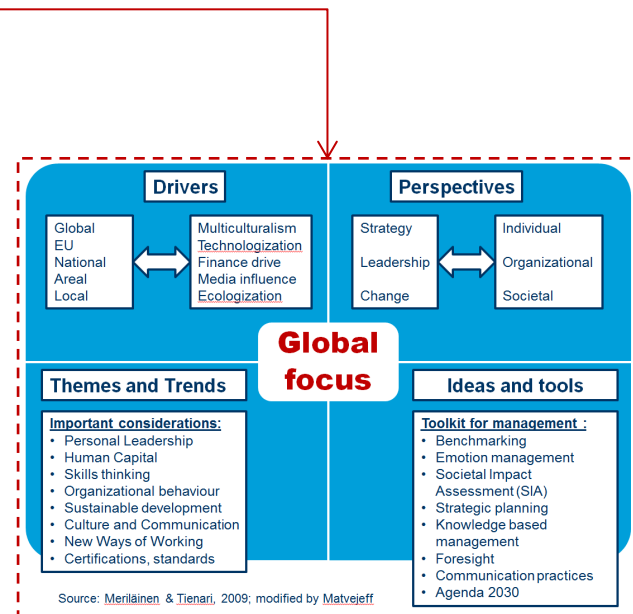 Drivers
Perspectives
Global
EU
National
Areal
Local
Multiculturalism
Technologization
Finance drive
Media influence
Ecologization
Strategy
Leadership
Change
Individual
Organizational
Societal
Global
focus
Themes and Trends
Ideas and tools
Important considerations:
• Personal Leadership
• Human Capital
• Skills thinking
• Organizational behaviour
• Sustainable development
• Culture and Communication
• New Ways of Working
• Certifications, standards
Toolkit for management :
• Benchmarking
• Emotion management
• Societal Impact
Assessment (SIA)
• Strategic planning
• Knowledge based
management
• Foresight
• Communication practices
• Agenda 2030
Source: Meriläinen & Tienari, 2009; modified by Matvejeff